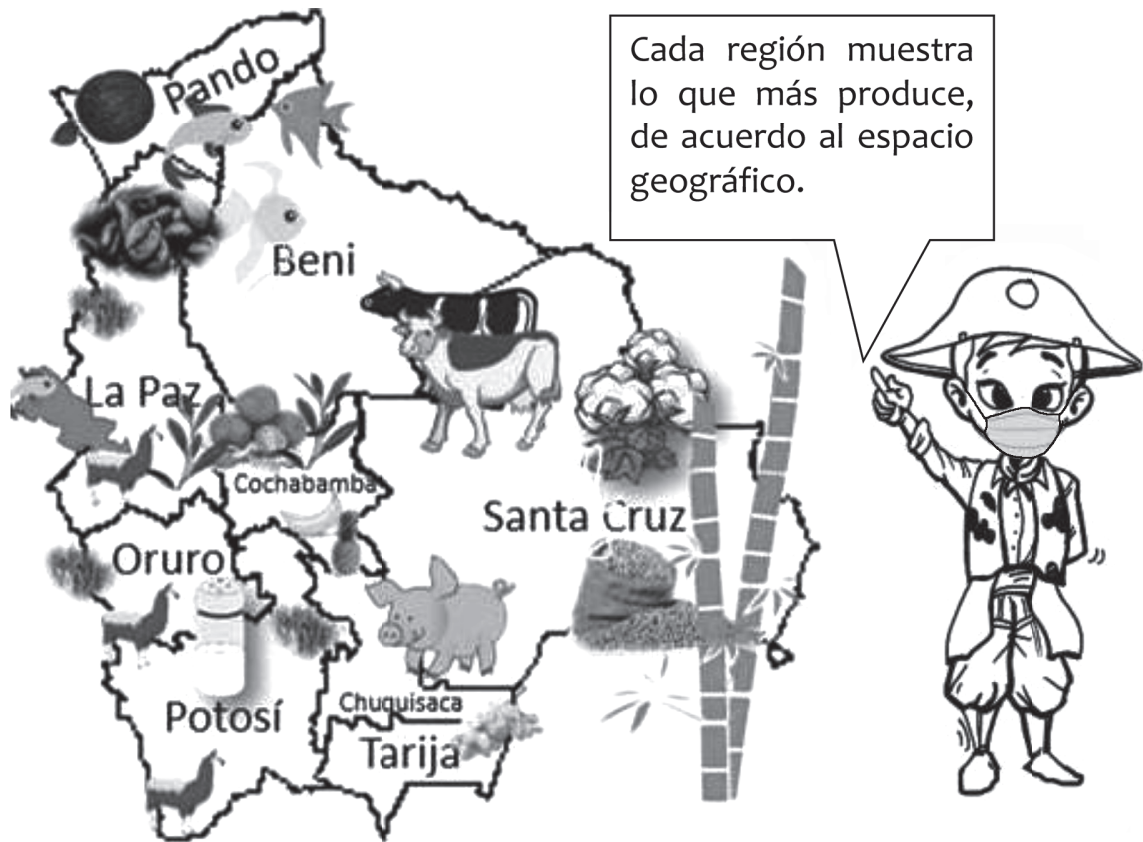 Cada región muestra
lo que más produce,
de acuerdo al espacio
geográfico.
Pando
Beni
La Paz
Cochabamba
Santa Cruz
Oruro
Potosí
Chuquisaca
Tarija